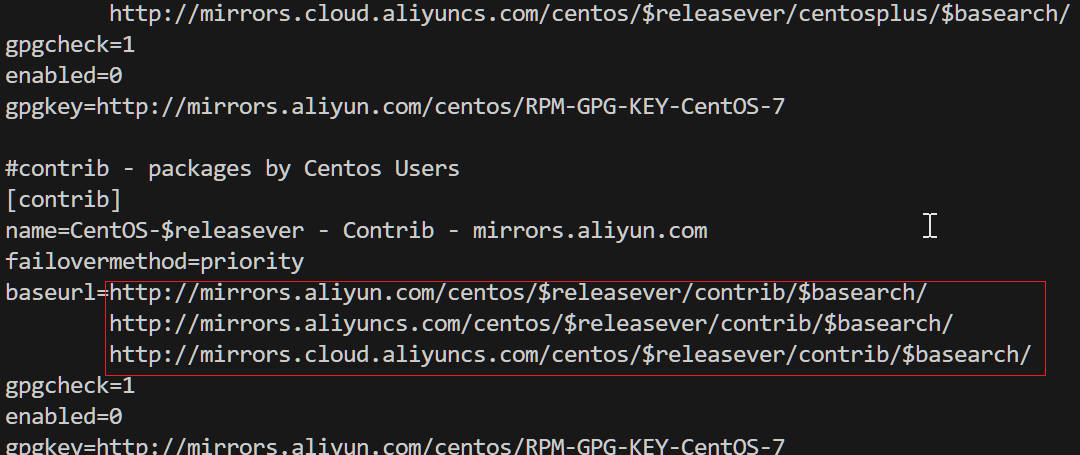 http://mirrors.cloud.aliyuncs.com/centos/$releasever/centosplus/$basearch/
gpgcheck=1
enabled=0
gpgkey=http://mirrors.aliyun.com/centos/RPM-GPG-KEY-CentOS-7
#contrib - packages by Centos Users
[contrib]
name=CentOS-$releasever - Contrib - mirrors.aliyun.com
failovermethod=priority
baseurl=http://mirrors.aliyun.com/centos/$releasever/contrib/$basearch/
http://mirrors.aliyuncs.com/centos/$releasever/contrib/$basearch/
http://mirrors.cloud.aliyuncs.com/centos/$releasever/contrib/$basearch/
gpgcheck=1
enabled=0
gpgkey=http://mirrors.aliyun.com/centos/RPM-GPG-KEY-CentOS-7